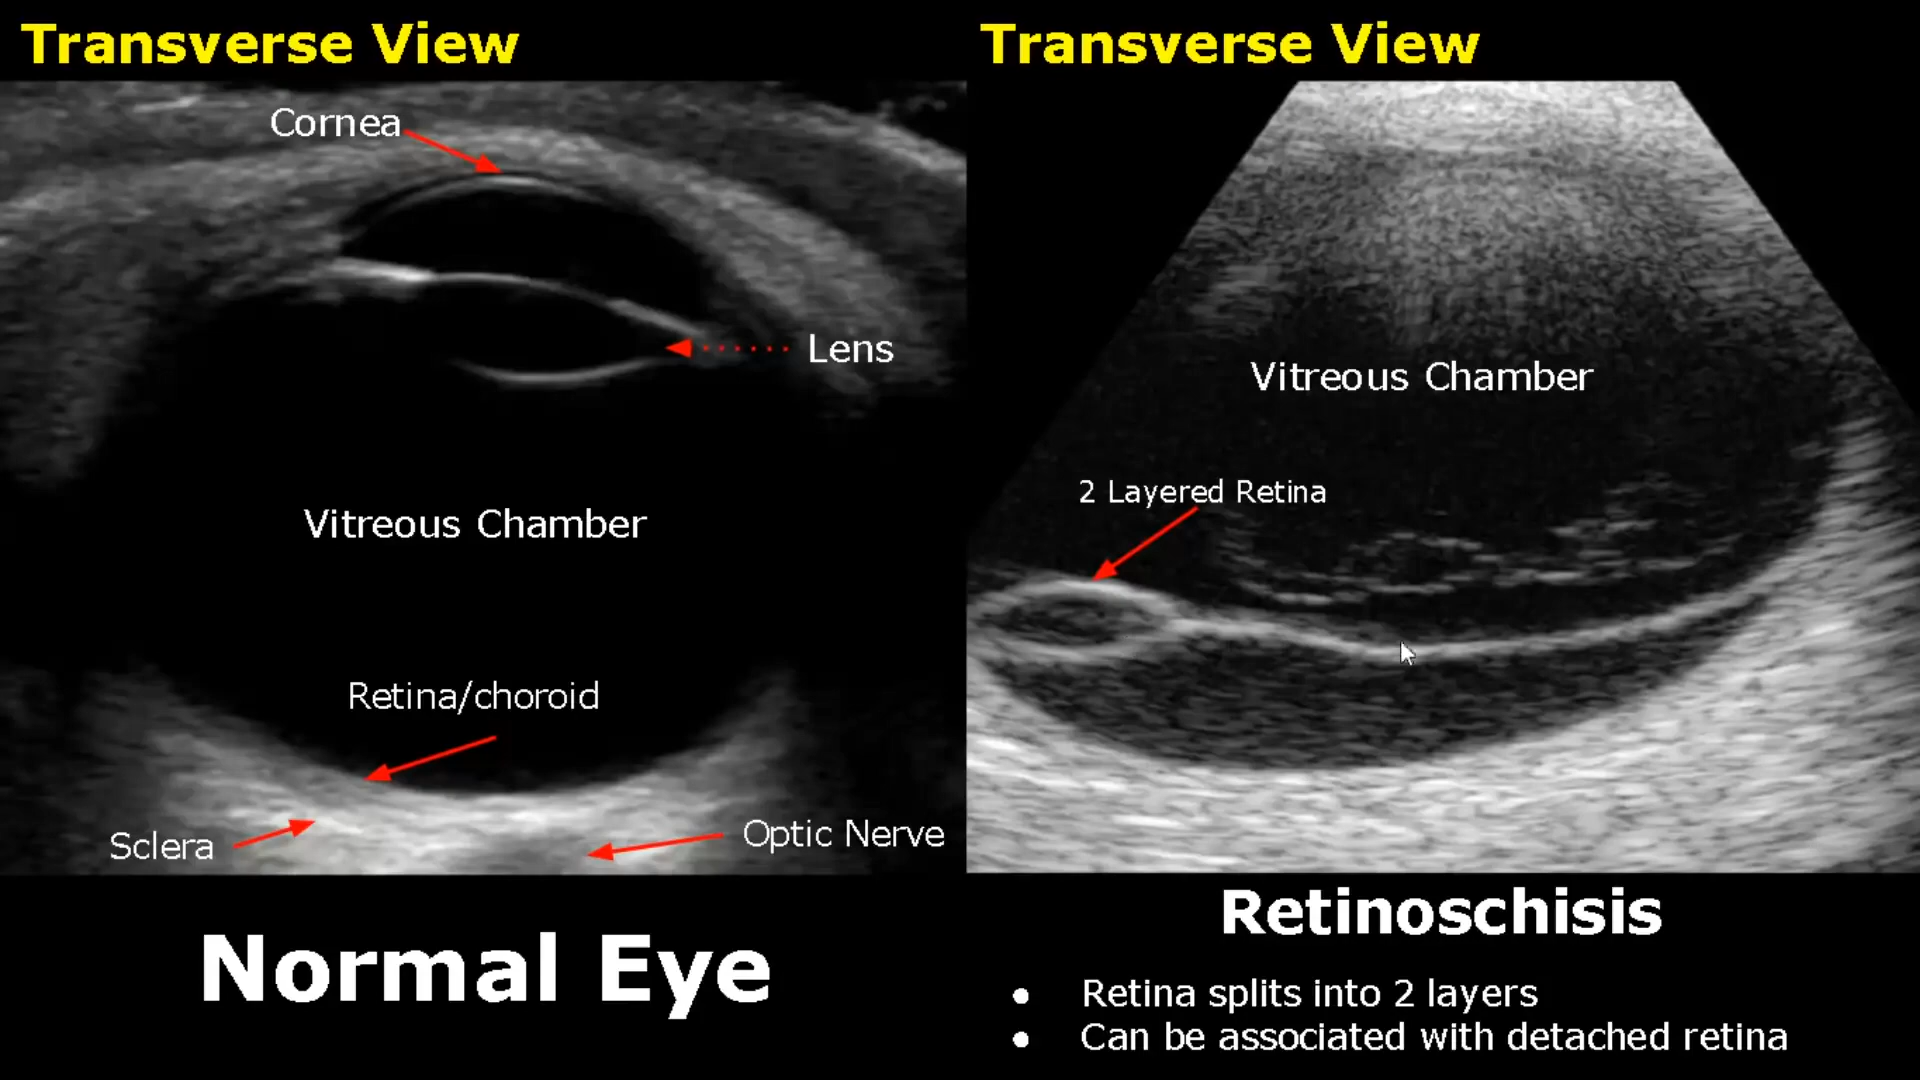 Transverse View
Cornea
Lens
Vitreous Chamber
Retina/choroid
Sclera
Optic Nerve
Normal Eye
Transverse View
Vitreous Chamber
2 Layered Retina
Retinoschisis
• Retina splits into 2 layers
• Can be associated with detached retina